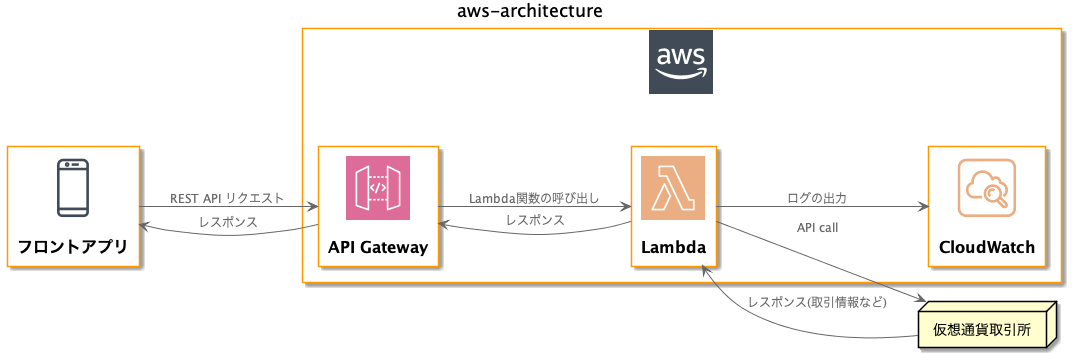 aws-architecture
aws
REST API リクエスト
レスポンス
フロントアプリ
API Gateway
Lambda関数の呼び出し
レスポンス
Lambda
ログの出力
API call
CloudWatch
レスポンス(取引情報など)
仮想通貨取引所